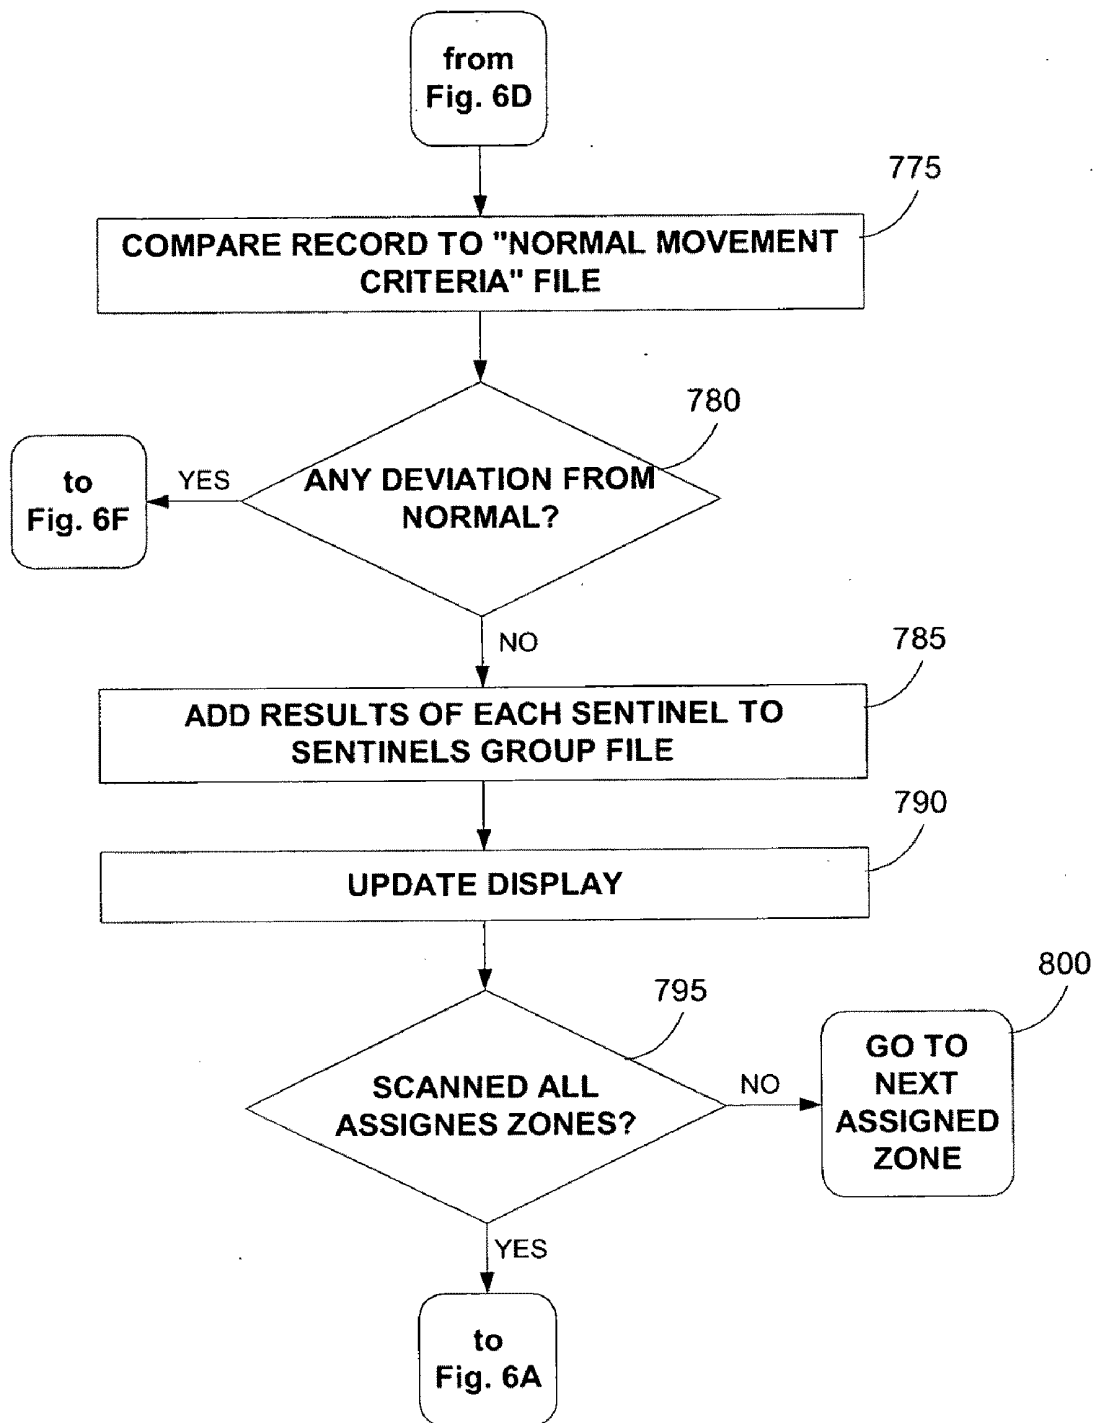 from
Fig. 6D
775
COMPARE RECORD TO "NORMAL MOVEMENT
CRITERIA" FILE
780
ANY DEVIATION FROM
NORMAL?
YES
to
Fig. 6F
NO
785
ADD RESULTS OF EACH SENTINEL TO
SENTINELS GROUP FILE
790
UPDATE DISPLAY
795
SCANNED ALL
ASSIGNES ZONES?
NO
800
GO TO
NEXT
ASSIGNED
ZONE
YES
to
Fig. 6A